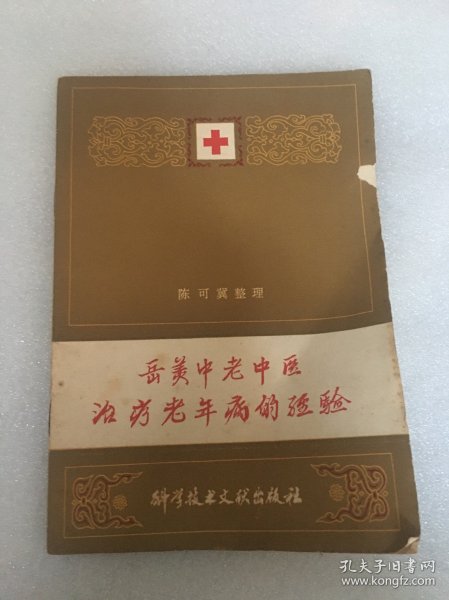 陈可冀整理
岳美中老中医
治疗老年病的经验
科学技术文献出版社
孔夫子旧书网
www.kongfz.com